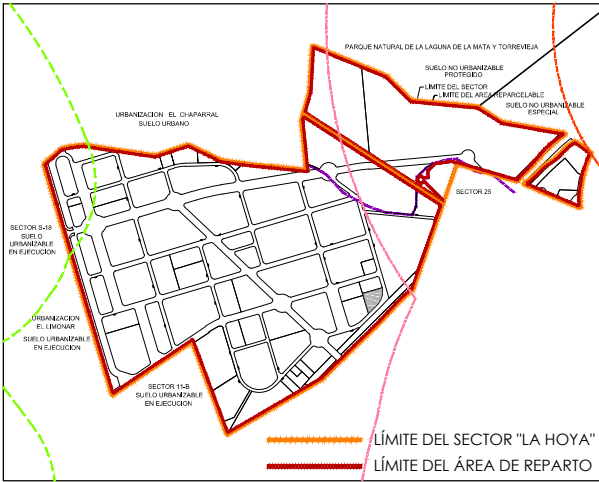 PARQUE NATURAL DE LA LAGUNA DE LA MATA Y TORREVIEJA
SUELO NO URBANIZABLE
PROTEGIDO
LIMITE DEL SECTOR
LIMITE DEL AREA REPARCELABLE
SUELO NO URBANIZABLE
ESPECIAL
URBANIZACION EL CHAPARRAL
SUELO URBANO
SECTOR 25
SECTOR S-18
SUELO
URBANIZABLE
EN EJECUCION
URBANIZACION
EL LIMONAR
SUELO URBANIZABLE
EN EJECUCION
SECTOR 11-B
SUELO URBANIZABLE
EN EJECUCION
LÍMITE DEL SECTOR "LA HOYA"
LÍMITE DEL ÁREA DE REPARTO